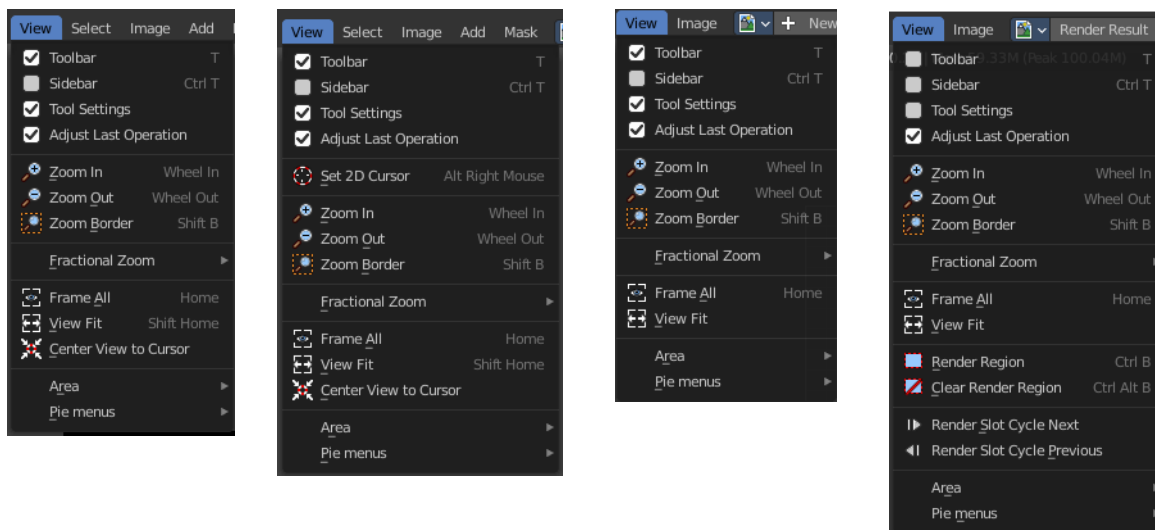 View Select Image Add
Toolbar T
Sidebar Ctrl T
Tool Settings
Adjust Last Operation
Zoom In Wheel In
Zoom Out Wheel Out
Zoom Border Shift B
Fractional Zoom
Frame All Home
View Fit Shift Home
Center View to Cursor
Area
Pie menus
View Select Image Add Mask
Toolbar T
Sidebar Ctrl T
Tool Settings
Adjust Last Operation
Set 2D Cursor Alt Right Mouse
Zoom In Wheel In
Zoom Out Wheel Out
Zoom Border Shift B
Fractional Zoom
Frame All Home
View Fit Shift Home
Center View to Cursor
Area
Pie menus
View Image New
Toolbar T
Sidebar Ctrl T
Tool Settings
Adjust Last Operation
Zoom In Wheel In
Zoom Out Wheel Out
Zoom Border Shift B
Fractional Zoom
Frame All Home
View Fit
Area
Pie menus
View Image Render Result
Toolbar .33M (Peak 100.04M) T
Sidebar Ctrl T
Tool Settings
Adjust Last Operation
Zoom In Wheel In
Zoom Out Wheel Out
Zoom Border Shift B
Fractional Zoom
Frame All Home
View Fit
Render Region Ctrl B
Clear Render Region Ctrl Alt B
Render Slot Cycle Next
Render Slot Cycle Previous
Area
Pie menus